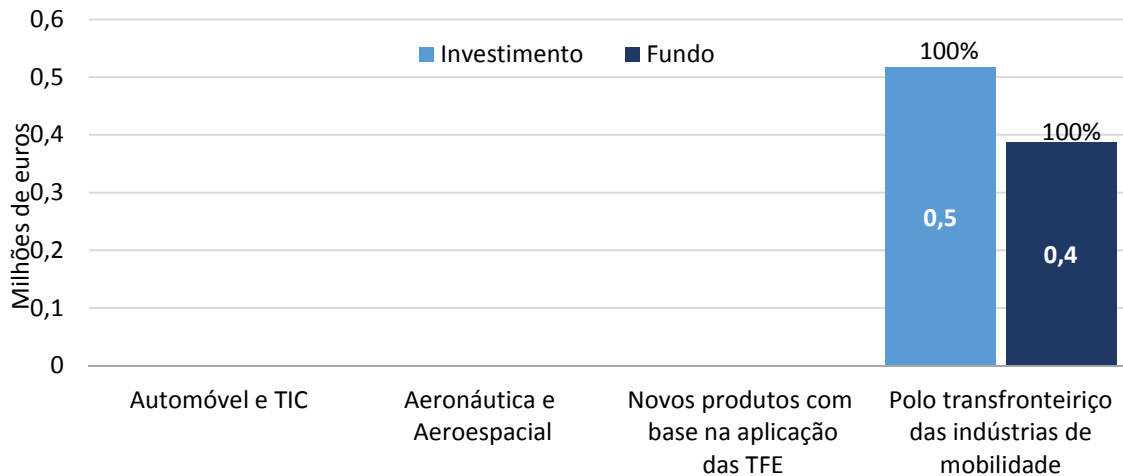 0,6
0,5
0,4
0,3
0,2
0,1
0
Milhões de euros
Investimento
Fundo
100%
100%
0,5
0,4
Automóvel e TIC
Aeronáutica e
Aeroespacial
Novos produtos com
base na aplicação
das TFE
Polo transfronteiriço
das indústrias de
mobilidade